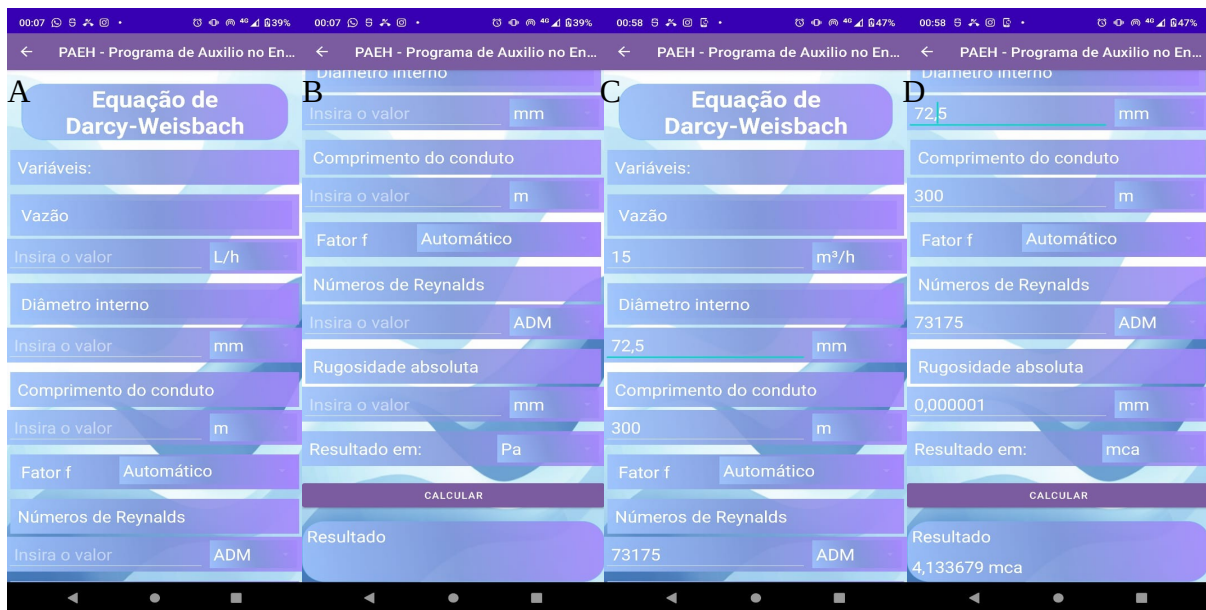 00:07 39%
PAEH - Programa de Auxilio no En...
A
Equação de
Darcy-Weisbach
Variáveis:
Vazão
Insira o valor L/h
Diâmetro interno
Insira o valor mm
Comprimento do conduto
Insira o valor m
Fator f Automático
Números de Reynalds
Insira o valor ADM
00:07 39%
PAEH - Programa de Auxilio no En...
B
Diâmetro interno
Insira o valor mm
Comprimento do conduto
Insira o valor m
Fator f Automático
Números de Reynalds
Insira o valor ADM
Rugosidade absoluta
Insira o valor mm
Resultado em: Pa
CALCULAR
Resultado
00:58 47%
PAEH - Programa de Auxilio no En...
C
Equação de
Darcy-Weisbach
Variáveis:
Vazão
15 m³/h
Diâmetro interno
72,5 mm
Comprimento do conduto
300 m
Fator f Automático
Números de Reynalds
73175 ADM
00:58 47%
PAEH - Programa de Auxilio no En...
D
Diâmetro interno
72,5 mm
Comprimento do conduto
300 m
Fator f Automático
Números de Reynalds
73175 ADM
Rugosidade absoluta
0,000001 mm
Resultado em: mca
CALCULAR
Resultado
4,133679 mca